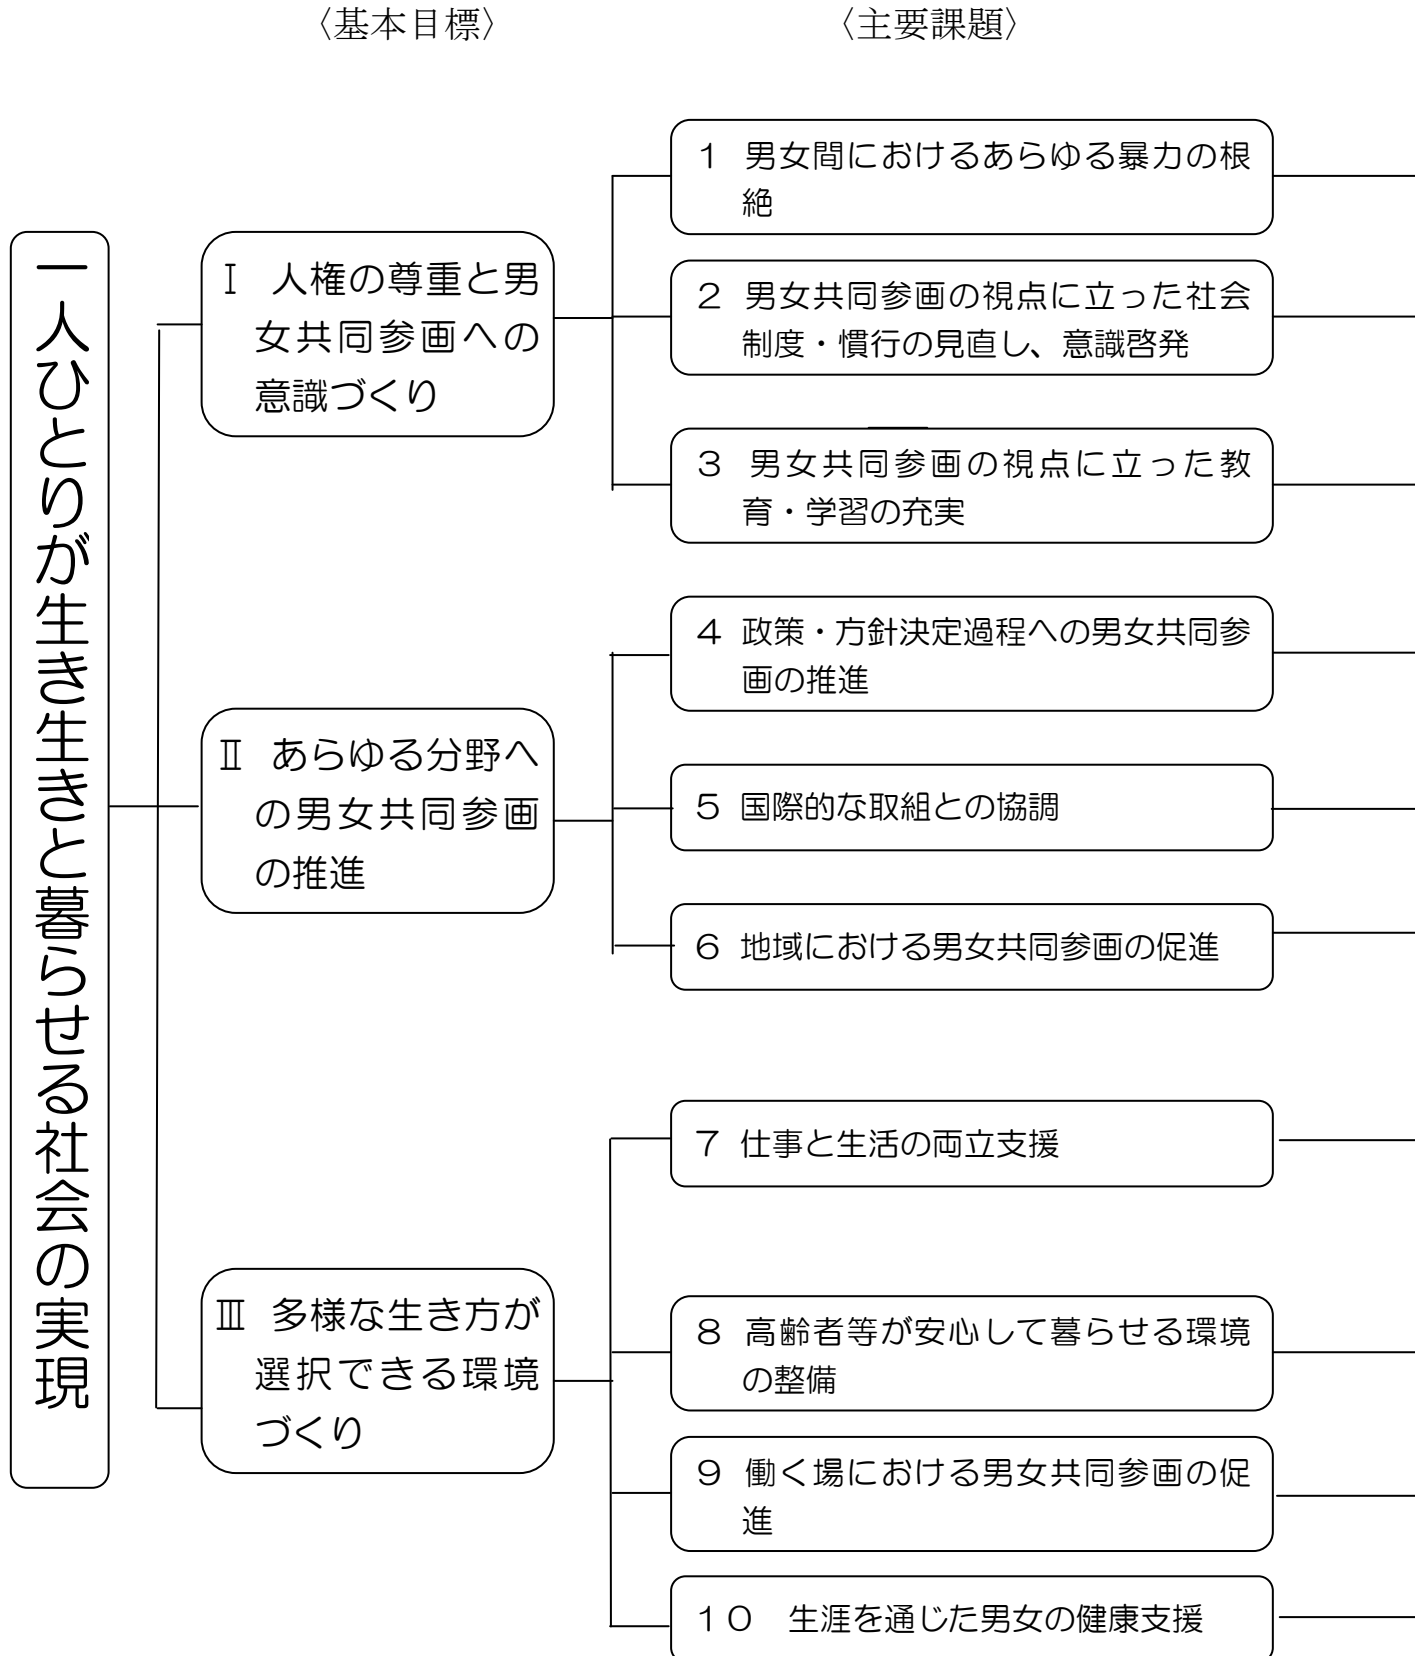 〈基本目標〉
〈主要課題〉
一人ひとりが生き生きと暮らせる社会の実現
Ⅰ 人権の尊重と男
女共同参画への
意識づくり
１ 男女間におけるあらゆる暴力の根
絶
２ 男女共同参画の視点に立った社会
制度・慣行の見直し、意識啓発
３ 男女共同参画の視点に立った教
育・学習の充実
Ⅱ あらゆる分野へ
の男女共同参画
の推進
４ 政策・方針決定過程への男女共同参
画の推進
５ 国際的な取組との協調
６ 地域における男女共同参画の促進
Ⅲ 多様な生き方が
選択できる環境
づくり
７ 仕事と生活の両立支援
８ 高齢者等が安心して暮らせる環境
の整備
９ 働く場における男女共同参画の促
進
１０ 生涯を通じた男女の健康支援